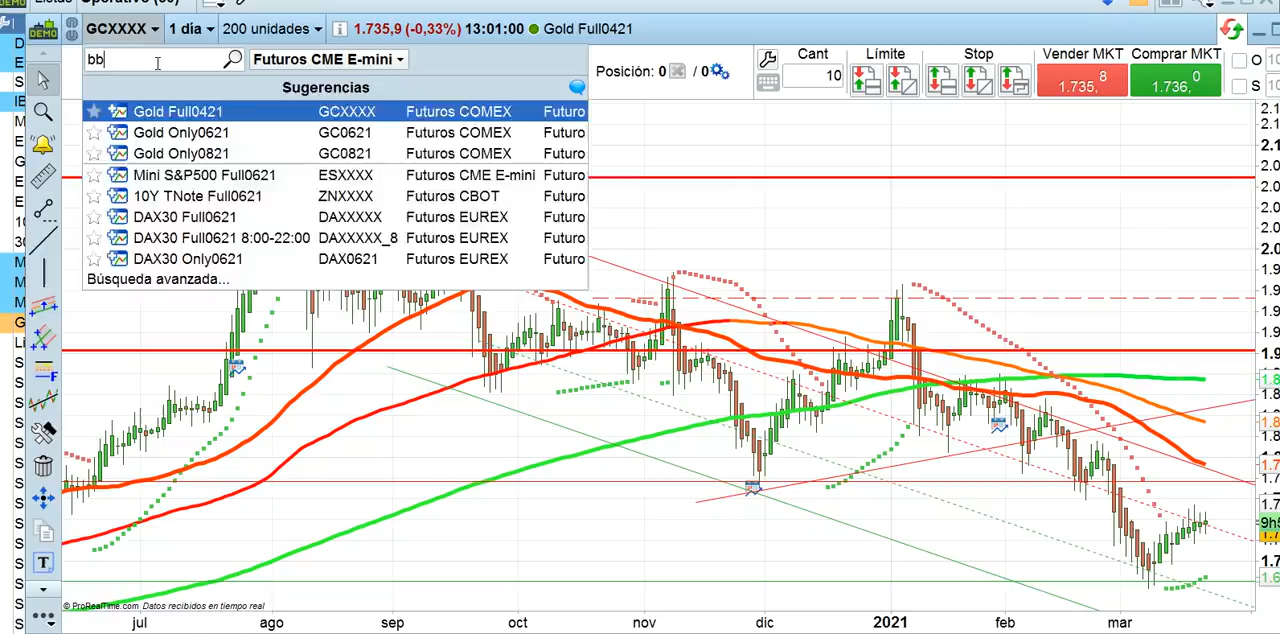 DEMO Listas Operativo (60)
DEMO GCXXXX 1 día 200 unidades 1.735,9 (-0,33%) 13:01:00 Gold Full0421
bb Futuros CME E-mini
Posición: 0 / 0 Cant 10 Límite Stop Vender MKT 1.735,8 Comprar MKT 1.736,0
Sugerencias
Gold Full0421 GCXXXX Futuros COMEX Futuro
Gold Only0621 GC0621 Futuros COMEX Futuro
Gold Only0821 GC0821 Futuros COMEX Futuro
Mini S&P500 Full0621 ESXXXX Futuros CME E-mini Futuro
10Y TNote Full0621 ZNXXXX Futuros CBOT Futuro
DAX30 Full0621 DAXXXXX Futuros EUREX Futuro
DAX30 Full0621 8:00-22:00 DAXXXXX_8 Futuros EUREX Futuro
DAX30 Only0621 DAX0621 Futuros EUREX Futuro
Búsqueda avanzada...
© ProRealTime.com Datos recibidos en tiempo real
jul ago sep oct nov dic 2021 feb mar